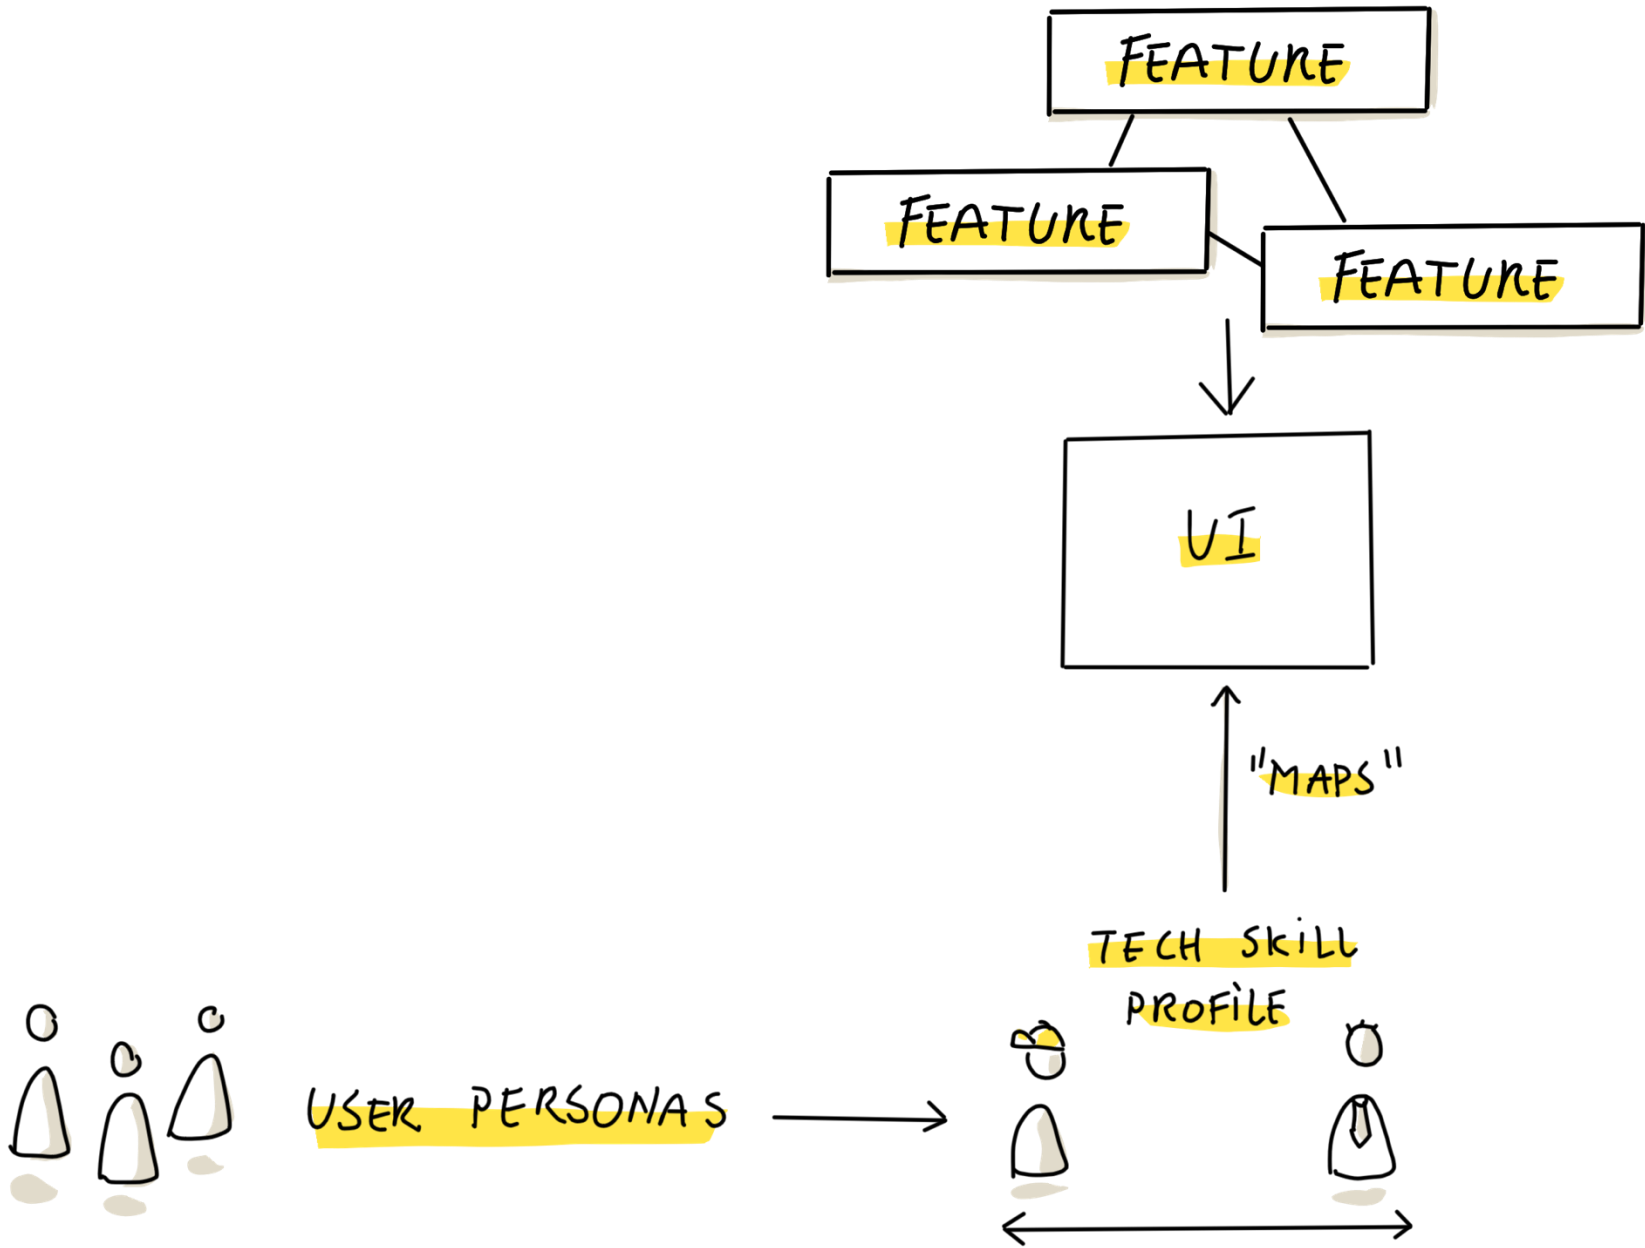 FEATURE
FEATURE
FEATURE
UI
"MAPS"
TECH SKiLL
PROFiLE
USER PERSONAS